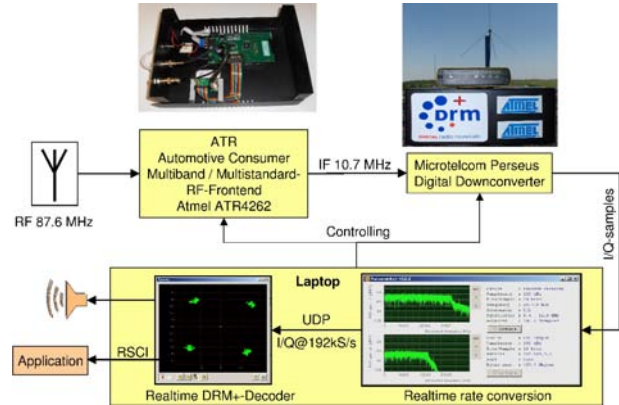 Drm
+
ATMEL
ATMEL
ATR
Automotive Consumer
Multiband / Multistandard-
RF-Frontend
Atmel ATR4262
IF 10.7 MHz
Microtelcom Perseus
Digital Downconverter
RF 87.6 MHz
Controlling
I/Q-samples
Laptop
UDP
I/Q@192kS/s
RSCI
Application
Realtime DRM+-Decoder
Realtime rate conversion